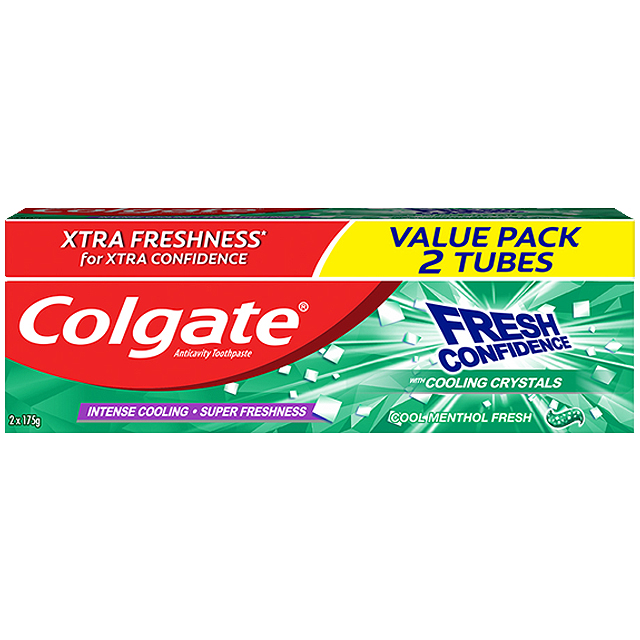 XTRA FRESHNESS*
for XTRA CONFIDENCE
VALUE PACK
2 TUBES
Colgate®
Anticavity Toothpaste
FRESH
CONFIDENCE
WITH COOLING CRYSTALS
INTENSE COOLING • SUPER FRESHNESS
COOL MENTHOL FRESH
2 x 175g